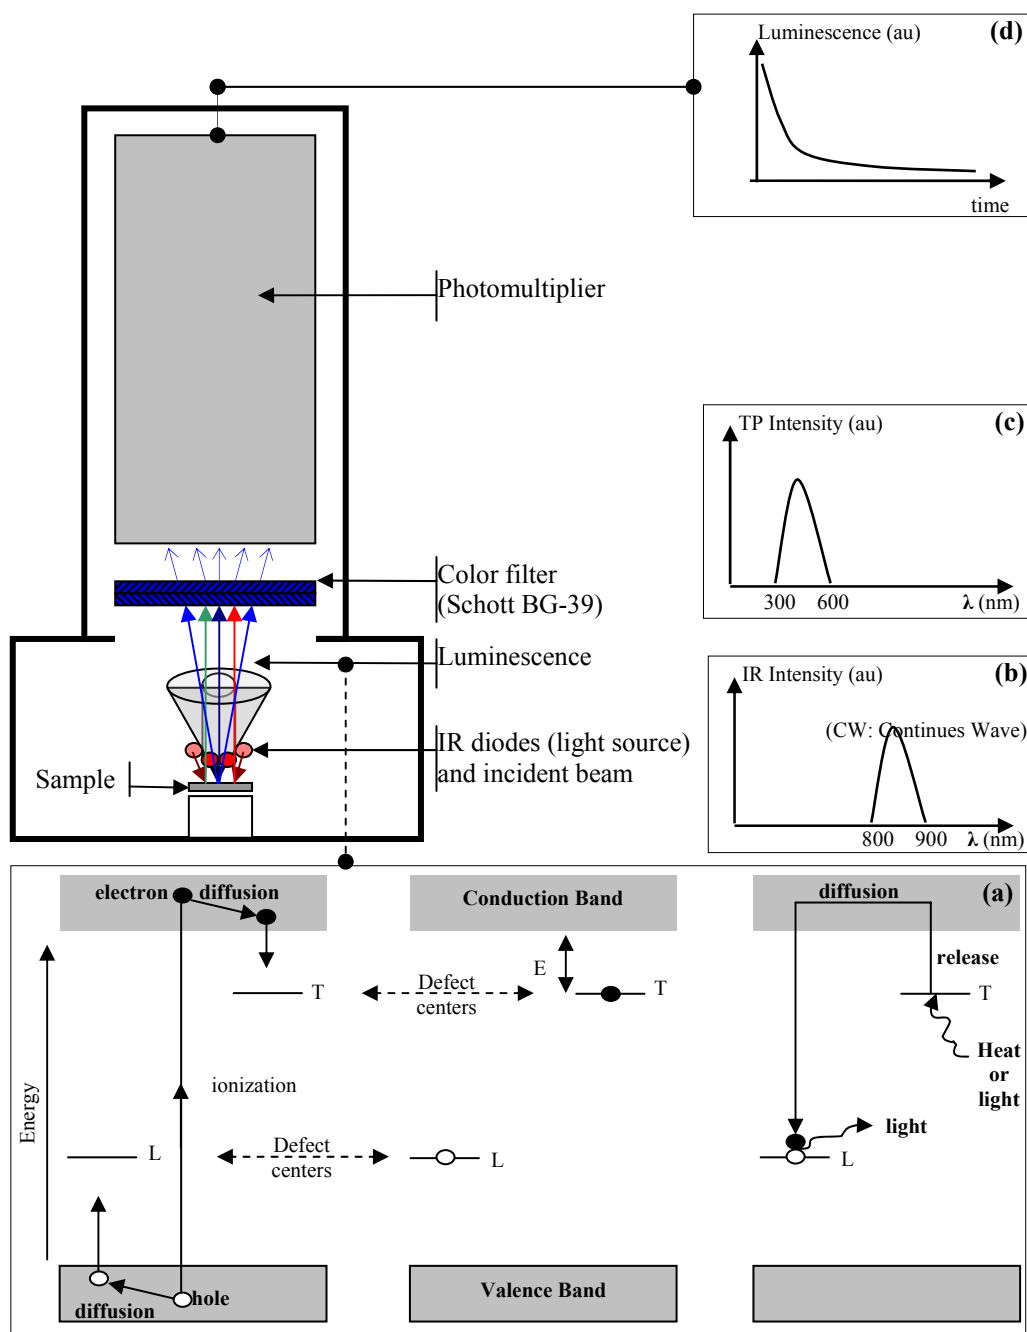 Luminescence (au)
(d)
time
Photomultiplier
TP Intensity (au)
(c)
300
600
λ (nm)
Color filter
(Schott BG-39)
Luminescence
IR Intensity (au)
(b)
(CW: Continues Wave)
800
900
λ (nm)
IR diodes (light source)
and incident beam
Sample
(a)
electron
diffusion
Conduction Band
diffusion
E
release
T
Defect
centers
T
T
Heat
or
light
ionization
Energy
light
L
Defect
centers
L
L
hole
diffusion
Valence Band